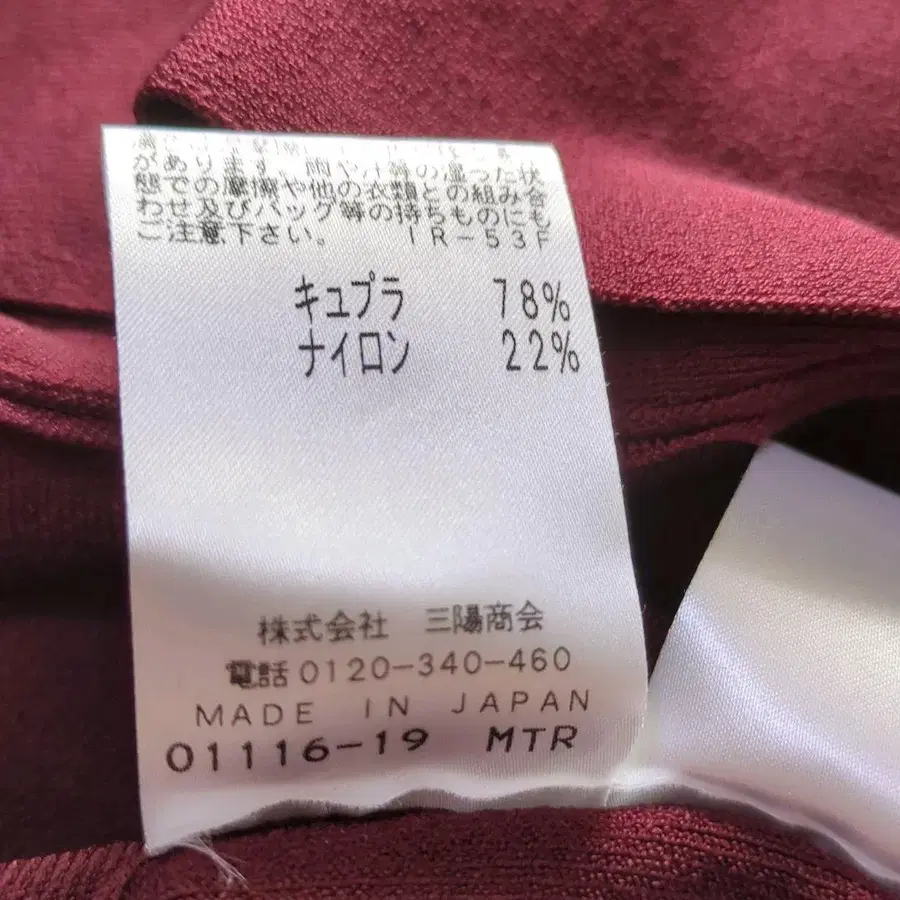 があります。雨や汗等の湿った状
態での摩擦や他の衣類との組み合
わせ及びバッグ等の持ちものにも
ご注意下さい。 IR-53F
キュプラ 78%
ナイロン 22%
株式会社 三陽商会
電話0120-340-460
MADE IN JAPAN
01116-19 MTR